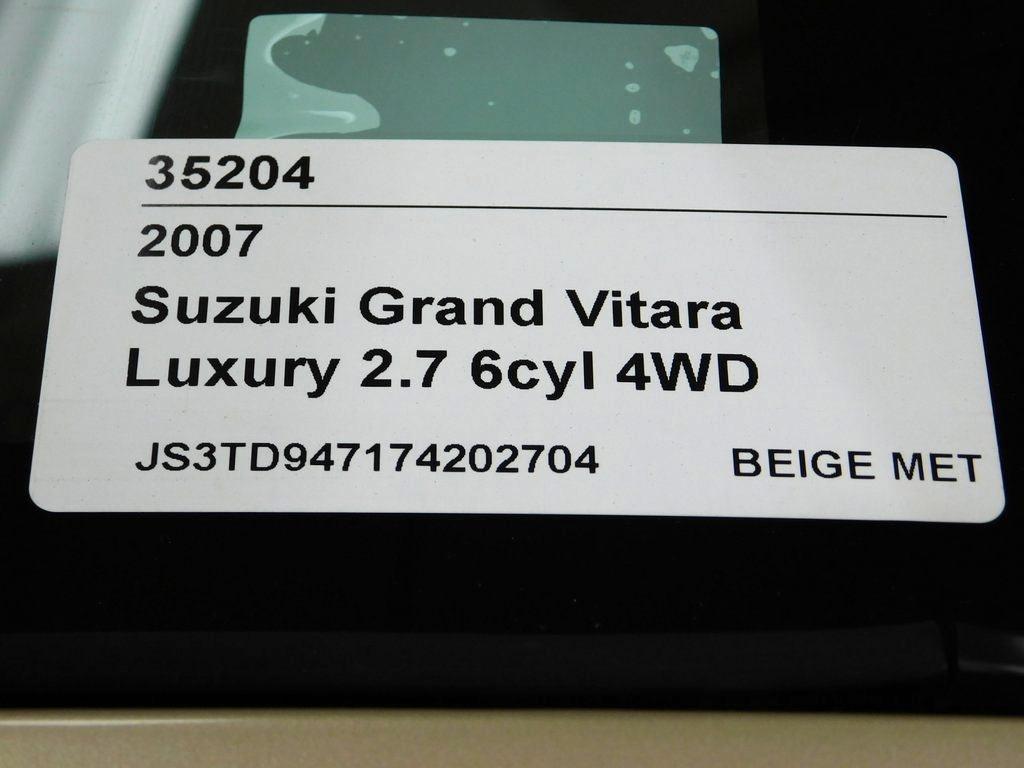 35204
2007
Suzuki Grand Vitara
Luxury 2.7 6cyl 4WD
JS3TD947174202704 BEIGE MET